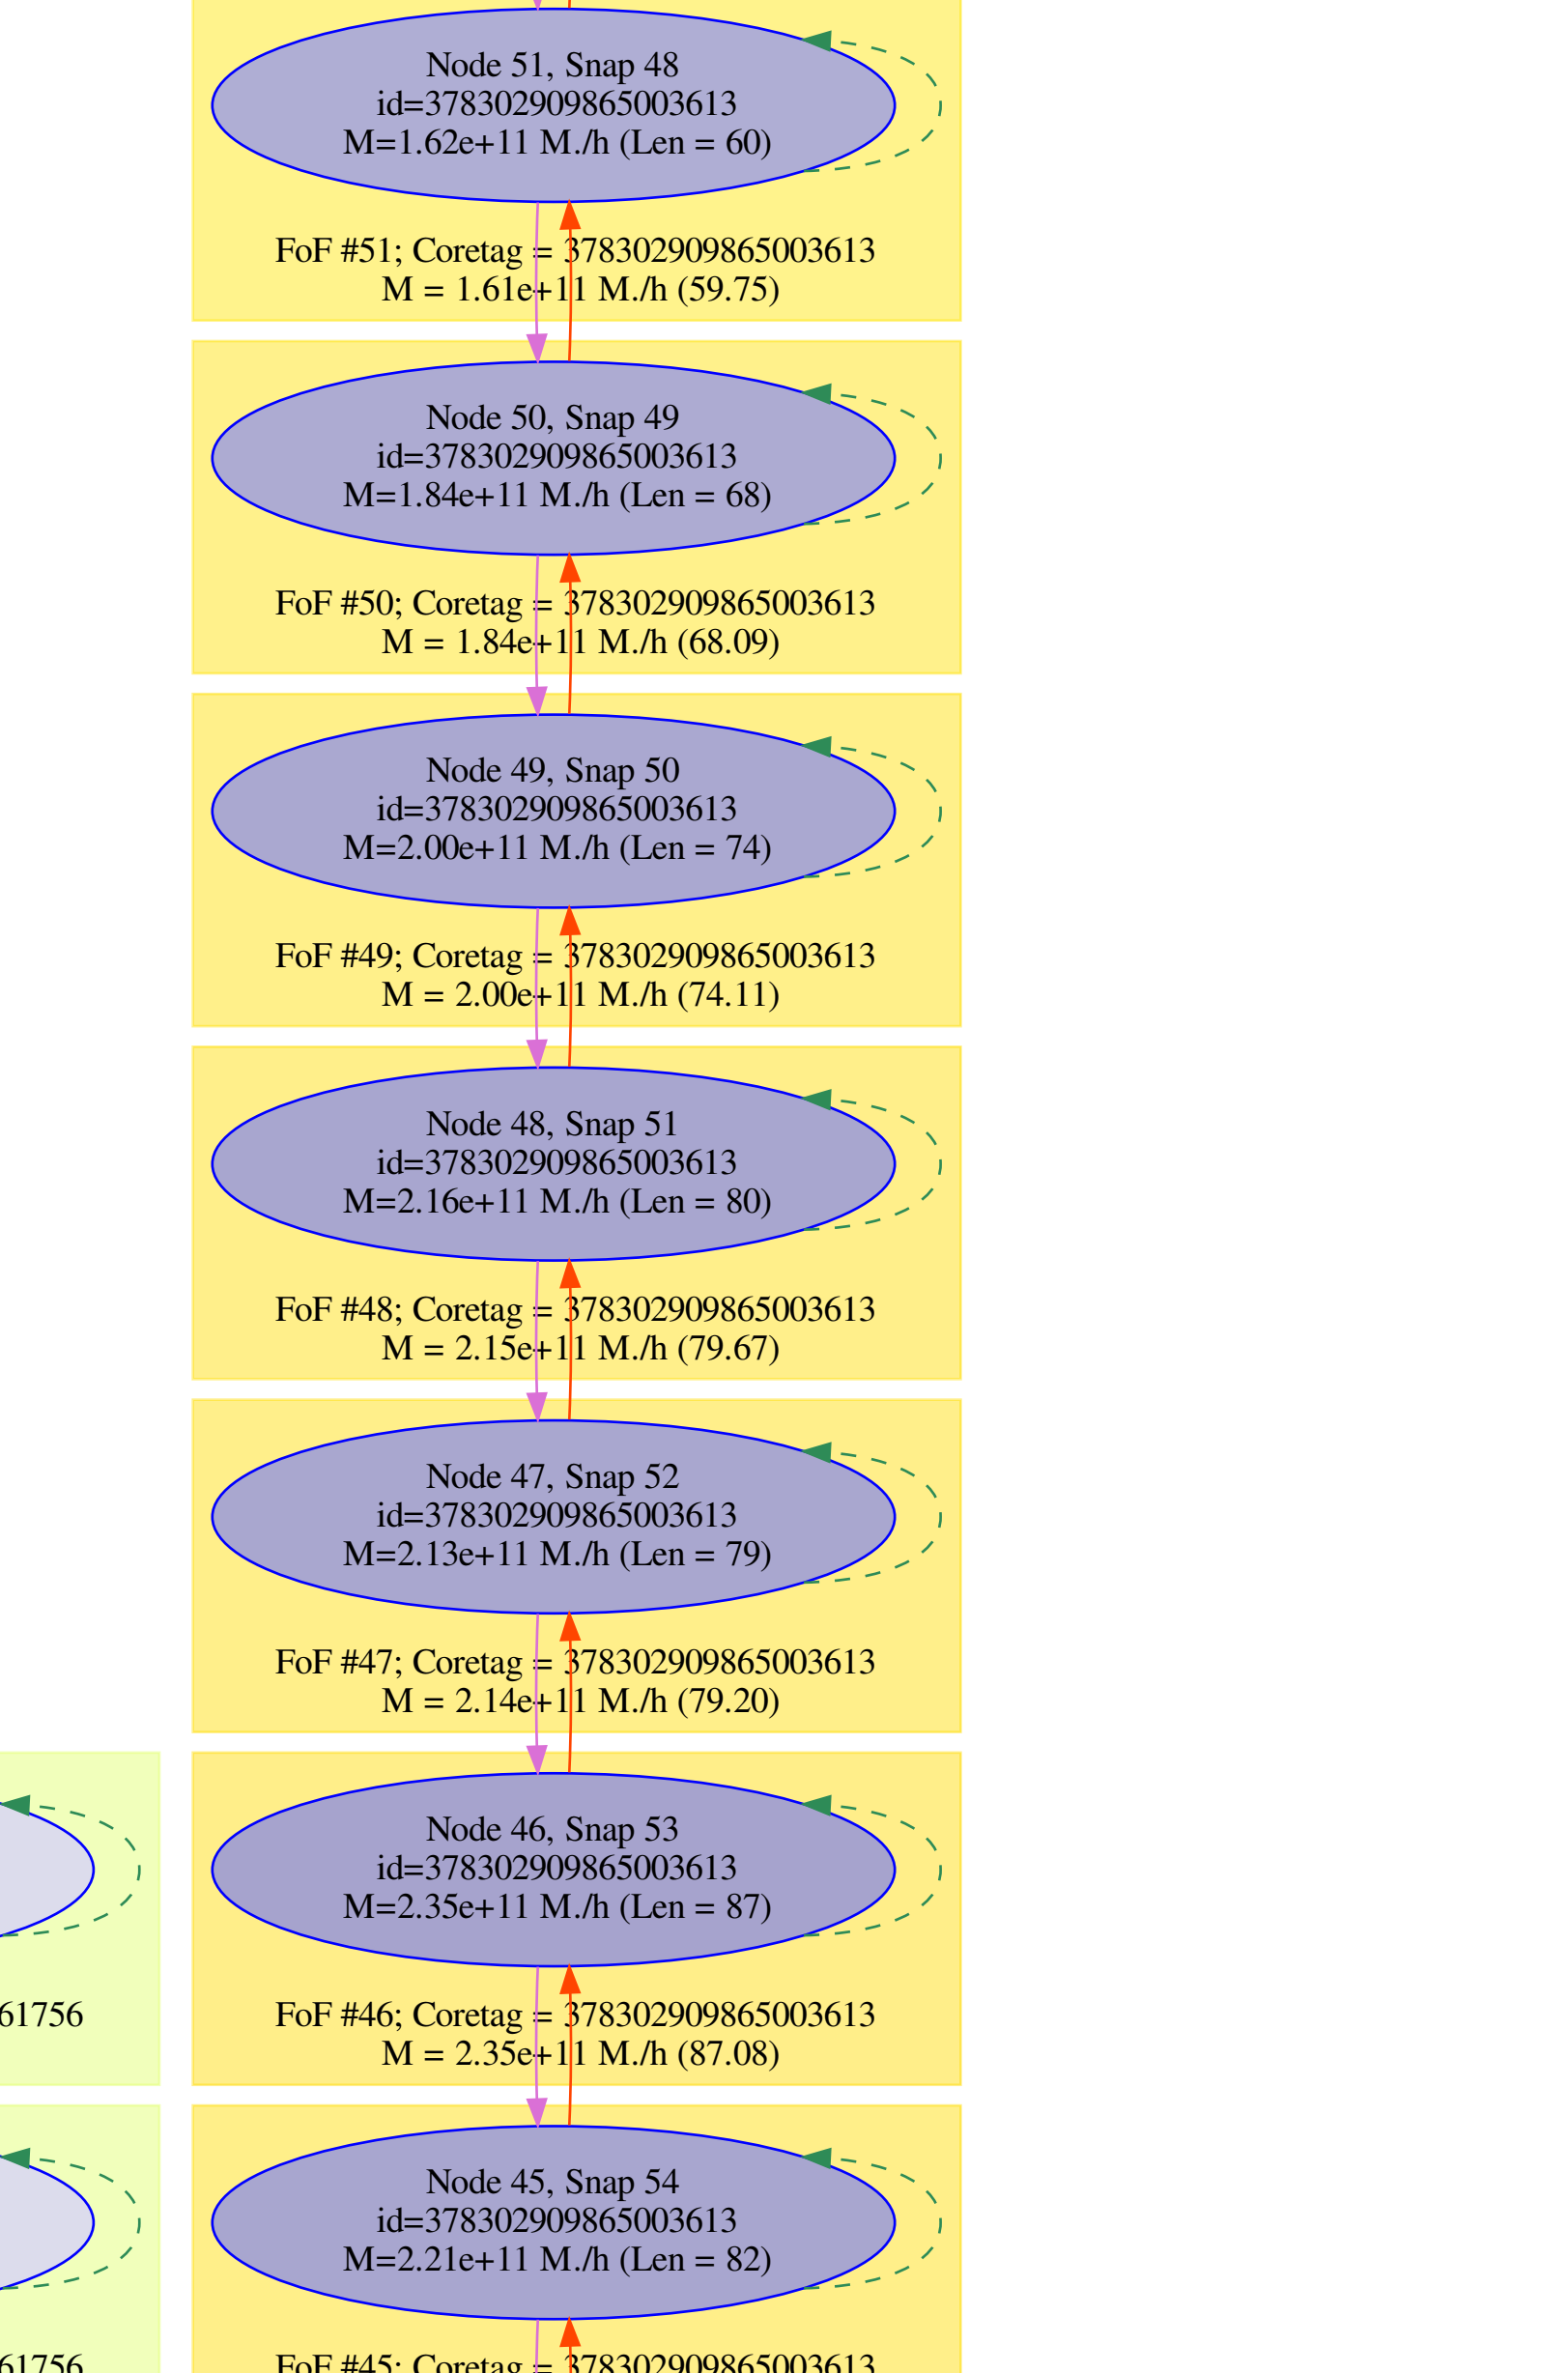 Node 51, Snap 48
id=378302909865003613
M=1.62e+11 M./h (Len = 60)
FoF #51; Coretag = 378302909865003613
M = 1.61e+11 M./h (59.75)
Node 50, Snap 49
id=378302909865003613
M=1.84e+11 M./h (Len = 68)
FoF #50; Coretag = 378302909865003613
M = 1.84e+11 M./h (68.09)
Node 49, Snap 50
id=378302909865003613
M=2.00e+11 M./h (Len = 74)
FoF #49; Coretag = 378302909865003613
M = 2.00e+11 M./h (74.11)
Node 48, Snap 51
id=378302909865003613
M=2.16e+11 M./h (Len = 80)
FoF #48; Coretag = 378302909865003613
M = 2.15e+11 M./h (79.67)
Node 47, Snap 52
id=378302909865003613
M=2.13e+11 M./h (Len = 79)
FoF #47; Coretag = 378302909865003613
M = 2.14e+11 M./h (79.20)
Node 46, Snap 53
id=378302909865003613
M=2.35e+11 M./h (Len = 87)
61756
FoF #46; Coretag = 378302909865003613
M = 2.35e+11 M./h (87.08)
Node 45, Snap 54
id=378302909865003613
M=2.21e+11 M./h (Len = 82)
61756
FoF #45; Coretag = 378302909865003613